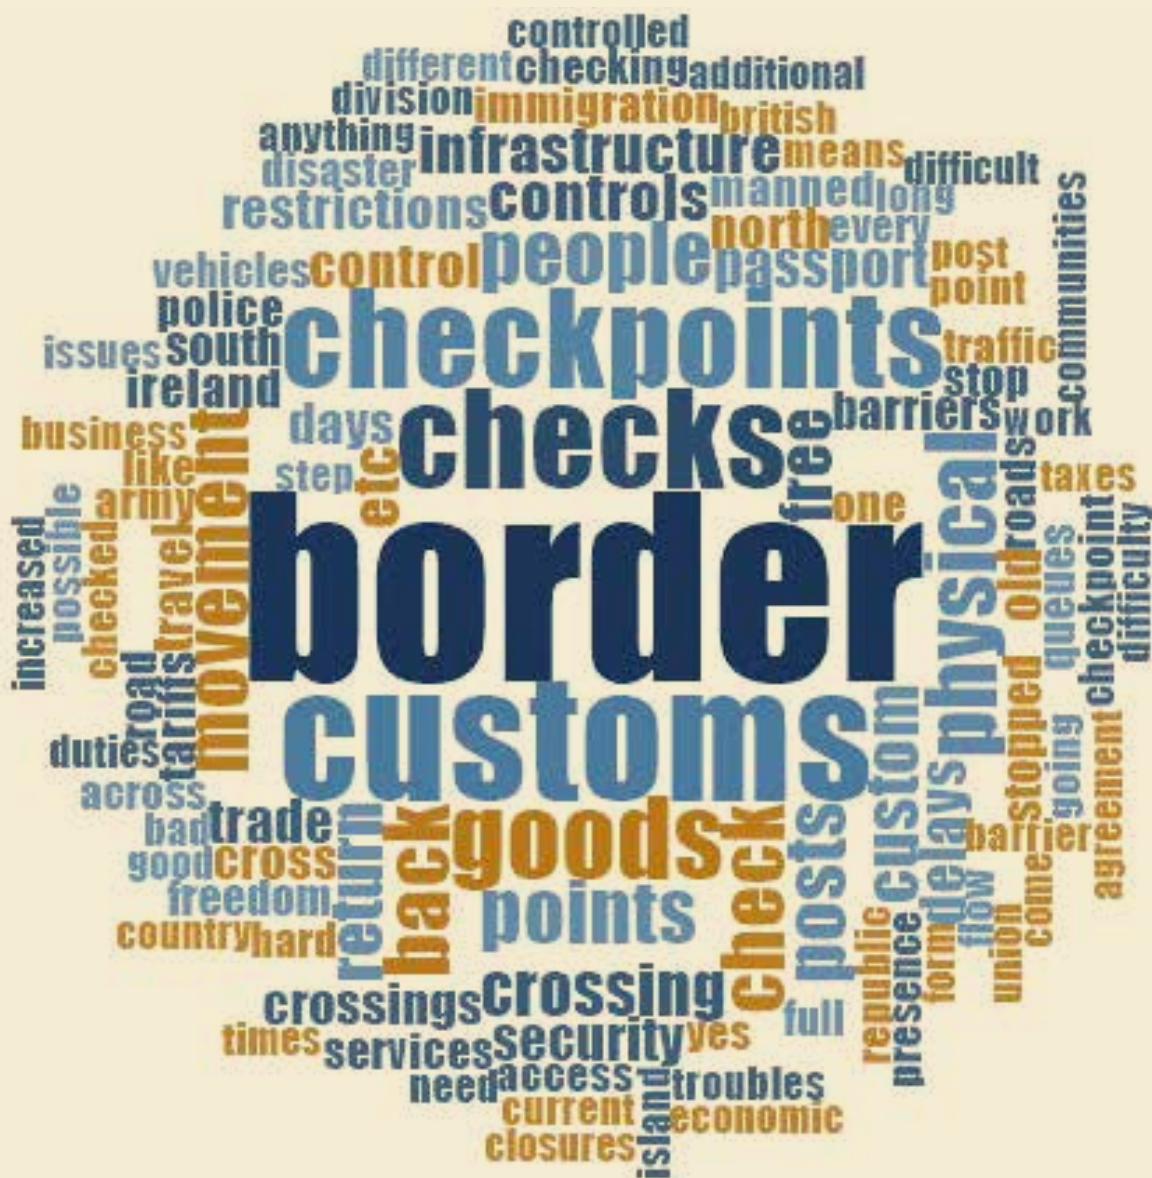 controlled
different checking additional
division immigration british
anything infrastructure means difficult
disaster
restrictions controls manned long
north every
vehicles control people passport post
point
police
issues south checkpoints traffic
communities
ireland
stop
business
days checks free barriers work
like
step etc
army
movement
one
physical
roads
taxes
increased
possible
checked
travel
border
old
queues
checkpoint
difficulty
road
tariffs
duties
customs
custom
stopped
going
agreement
across
bad trade
good cross
return
back
goods
check
posts
delays
barrier
freedom
points
flow
come
country hard
republic
presence
form
union
crossings crossing
full
times services security yes
need access
island
troubles
current
economic
closures